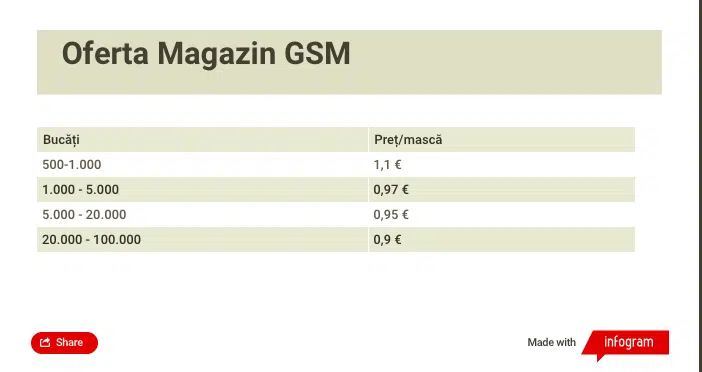 Oferta Magazin GSM
Bucăți Preț/mască
500-1.000 1,1 €
1.000 - 5.000 0,97 €
5.000 - 20.000 0,95 €
20.000 - 100.000 0,9 €
Share Made with infogram